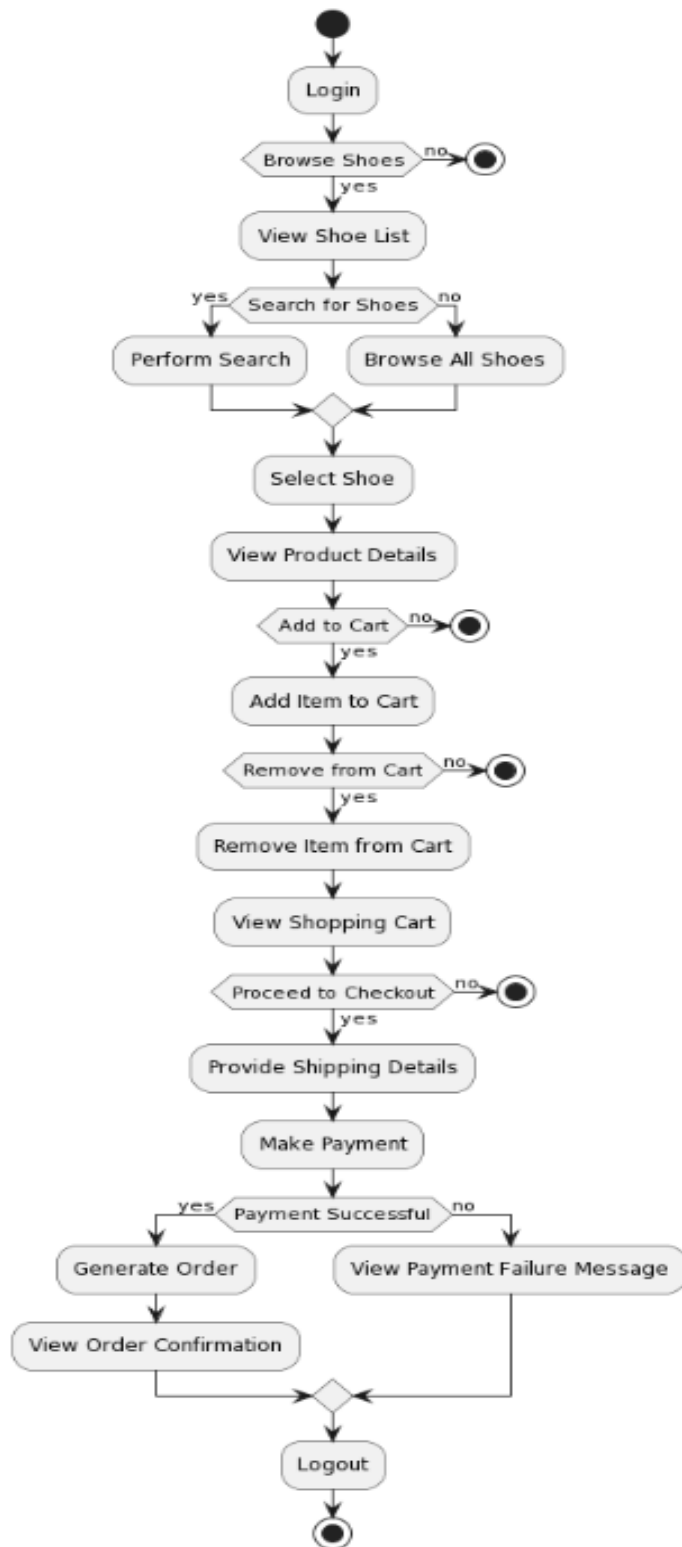 Login
Browse Shoes
no
yes
View Shoe List
yes
Search for Shoes
no
Perform Search
Browse All Shoes
Select Shoe
View Product Details
Add to Cart
no
yes
Add Item to Cart
Remove from Cart
no
yes
Remove Item from Cart
View Shopping Cart
Proceed to Checkout
no
yes
Provide Shipping Details
Make Payment
yes
Payment Successful
no
Generate Order
View Payment Failure Message
View Order Confirmation
Logout